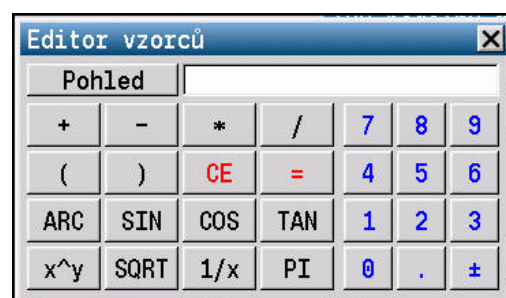 Editor vzorců
Pohled
+ - * / 7 8 9
( ) CE = 4 5 6
ARC SIN COS TAN 1 2 3
x^y SQRT 1/x PI 0 . ±